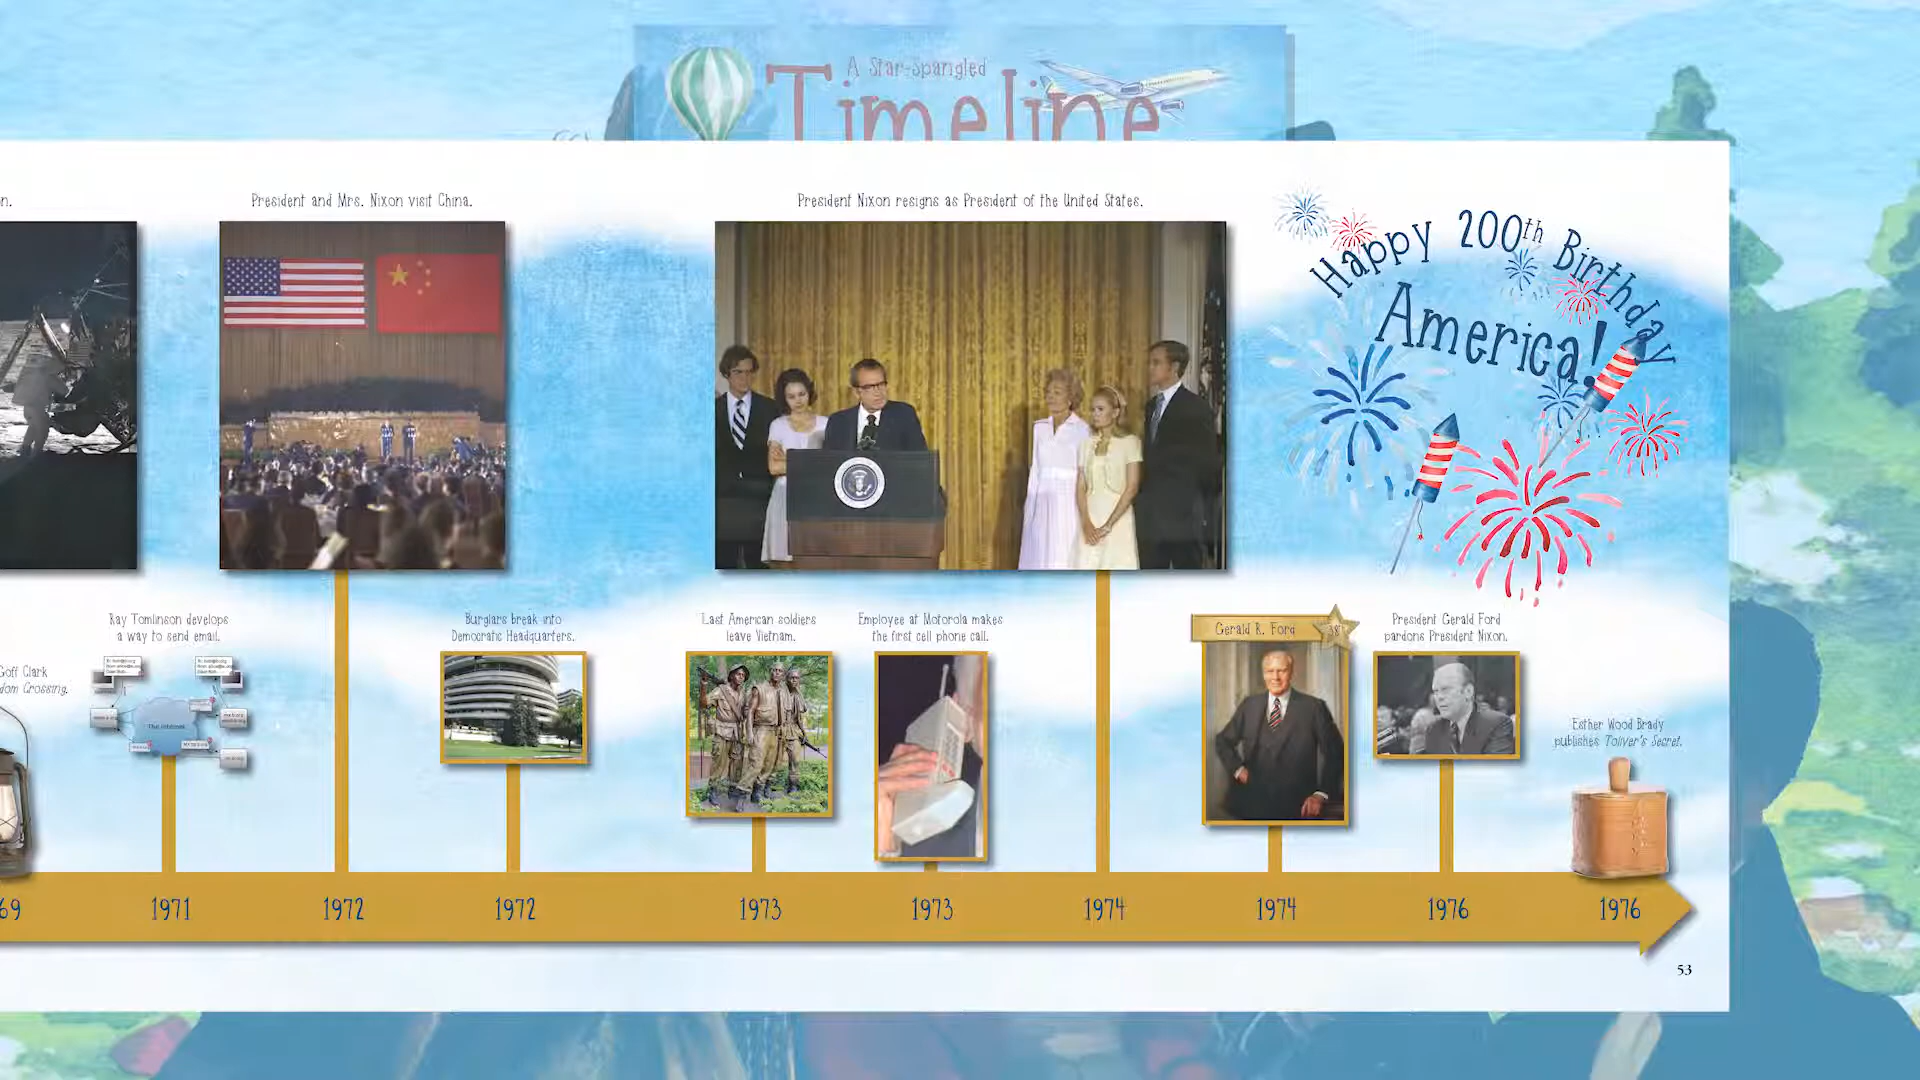 A Star-Spangled
Timeline
n.
President and Mrs. Nixon visit China.
President Nixon resigns as President of the United States.
Happy 200th Birthday
America!
Ray Tomlinson develops
a way to send email.
Burglars break into
Democratic Headquarters.
Last American soldiers
leave Vietnam.
Employee at Motorola makes
the first cell phone call.
Gerald R. Ford
38th
President Gerald Ford
pardons President Nixon.
Goff Clark
dom Crossing.
The Internet
Esther Wood Brady
publishes Toliver's Secret.
69
1971
1972
1972
1973
1973
1974
1974
1976
1976
53